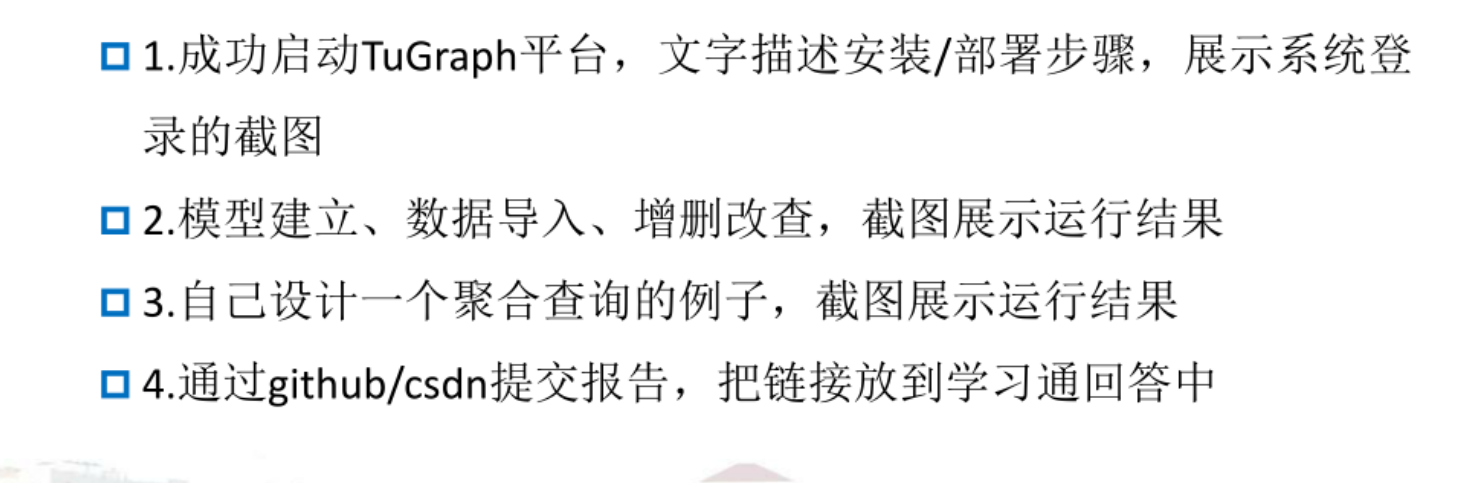 1.成功启动TuGraph平台，文字描述安装/部署步骤，展示系统登
录的截图
2.模型建立、数据导入、增删改查，截图展示运行结果
3.自己设计一个聚合查询的例子，截图展示运行结果
4.通过github/csdn提交报告，把链接放到学习通回答中